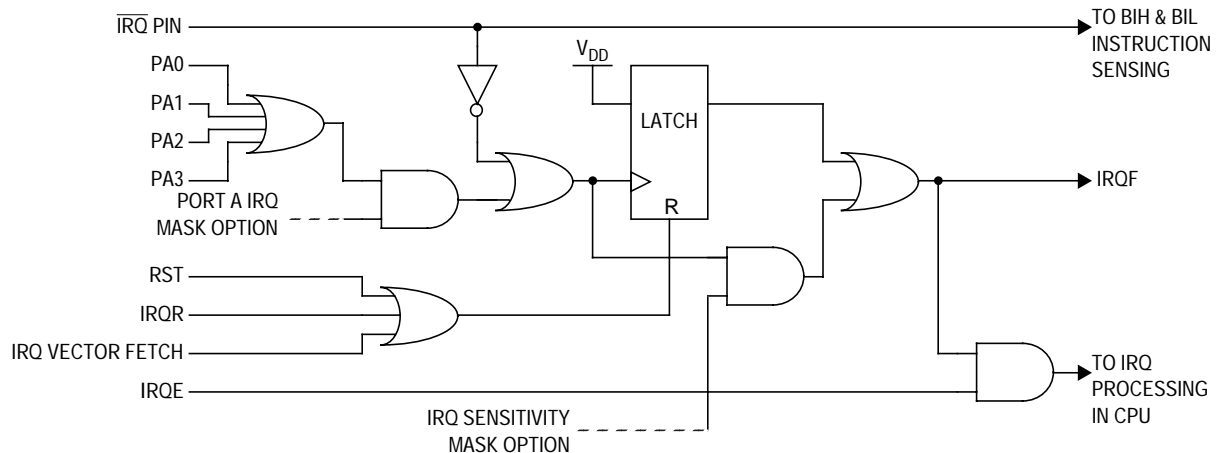 IRQ PIN
TO BIH & BIL
INSTRUCTION
SENSING
PA0
PA1
PA2
PA3
VDD
LATCH
R
IRQF
PORT A IRQ
MASK OPTION
RST
IRQR
IRQ VECTOR FETCH
IRQE
IRQ SENSITIVITY
MASK OPTION
TO IRQ
PROCESSING
IN CPU